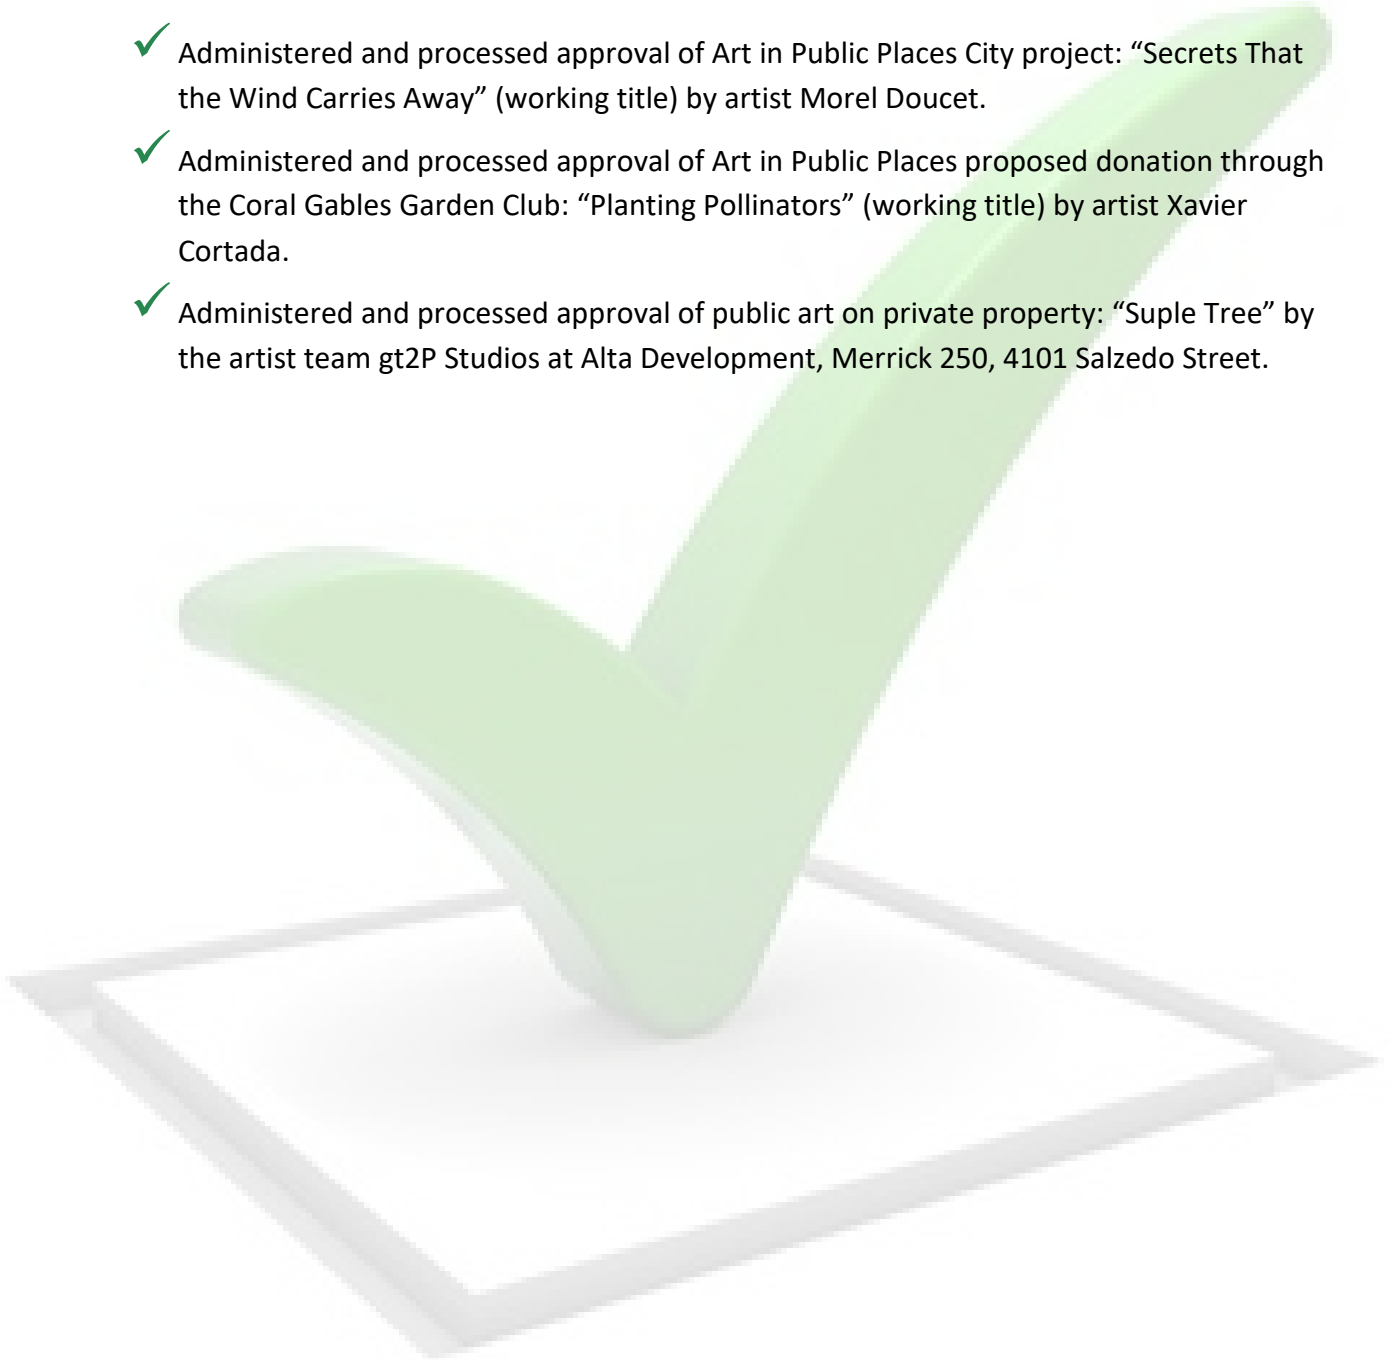 Administered and processed approval of Art in Public Places City project: “Secrets That
the Wind Carries Away” (working title) by artist Morel Doucet.
Administered and processed approval of Art in Public Places proposed donation through
the Coral Gables Garden Club: “Planting Pollinators” (working title) by artist Xavier
Cortada.
Administered and processed approval of public art on private property: “Suple Tree” by
the artist team gt2P Studios at Alta Development, Merrick 250, 4101 Salzedo Street.